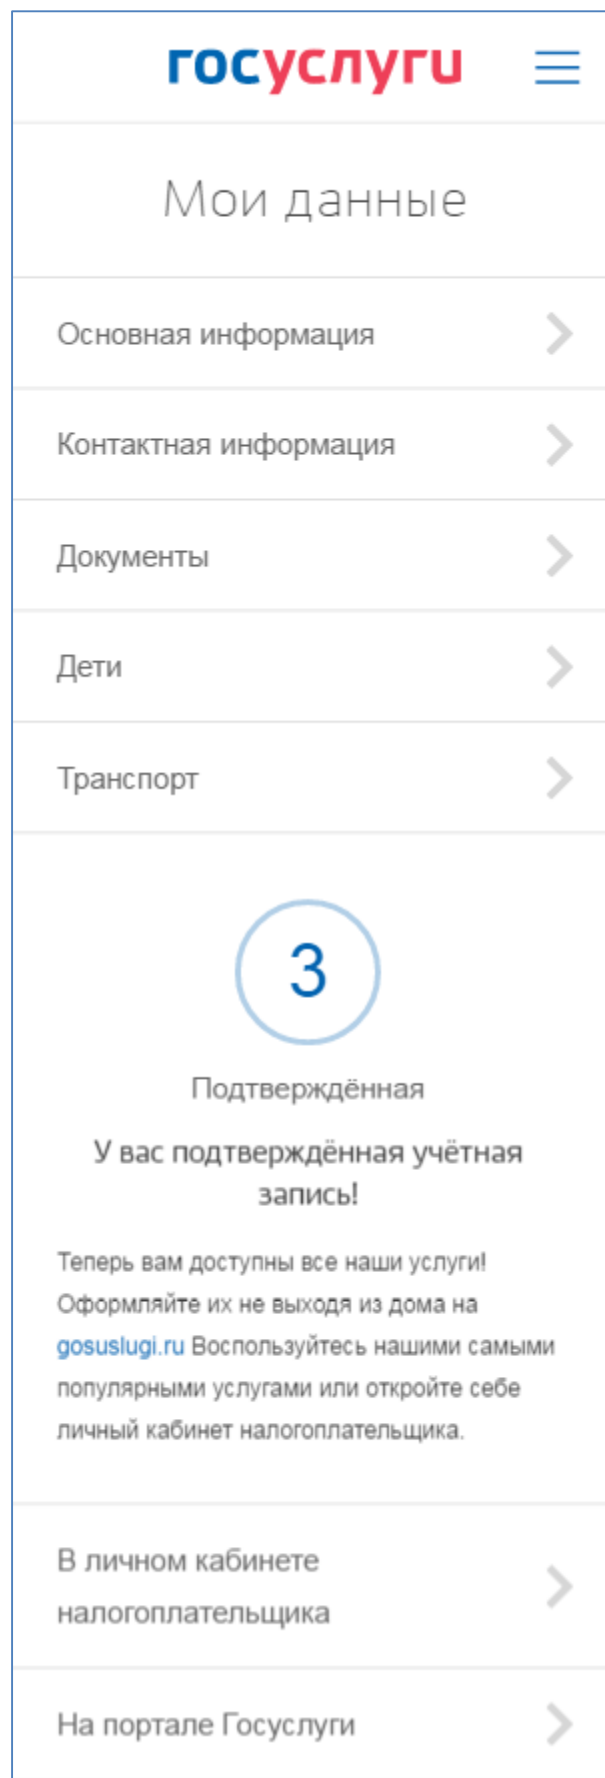 госуслуги
Мои данные
Основная информация
Контактная информация
Документы
Дети
Транспорт
3
Подтверждённая
У вас подтверждённая учётная
запись!
Теперь вам доступны все наши услуги!
Оформляйте их не выходя из дома на
gosuslugi.ru Воспользуйтесь нашими самыми
популярными услугами или откройте себе
личный кабинет налогоплательщика.
В личном кабинете
налогоплательщика
На портале Госуслуги